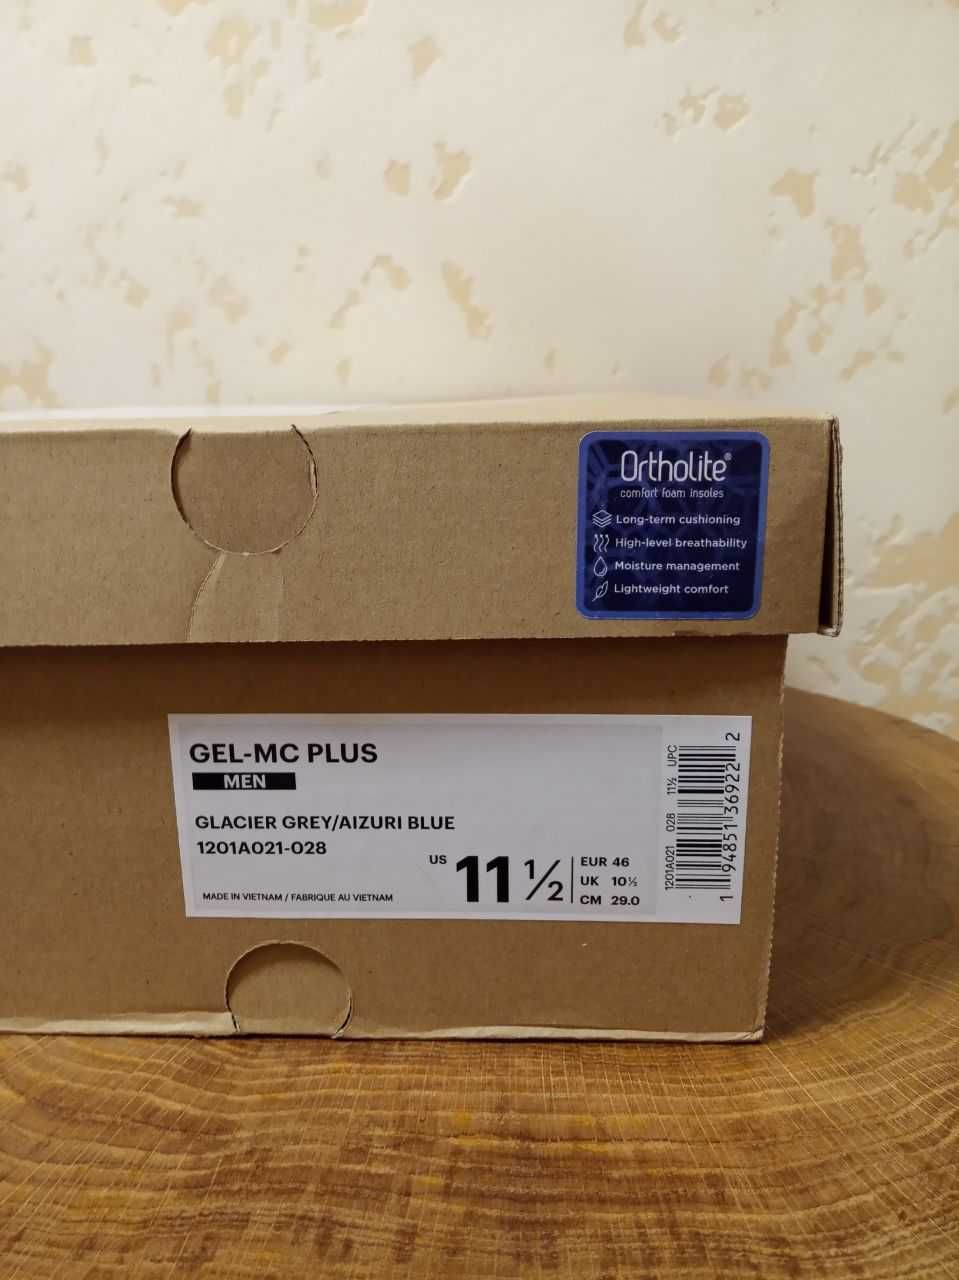 Ortholite®
comfort foam insoles
Long-term cushioning
High-level breathability
Moisture management
Lightweight comfort
GEL-MC PLUS
MEN
GLACIER GREY/AIZURI BLUE
1201A021-028
MADE IN VIETNAM / FABRIQUE AU VIETNAM
US 11 ½
EUR 46
UK 10½
CM 29.0
1201A021 028 11½ UPC
1 94851 36922 2